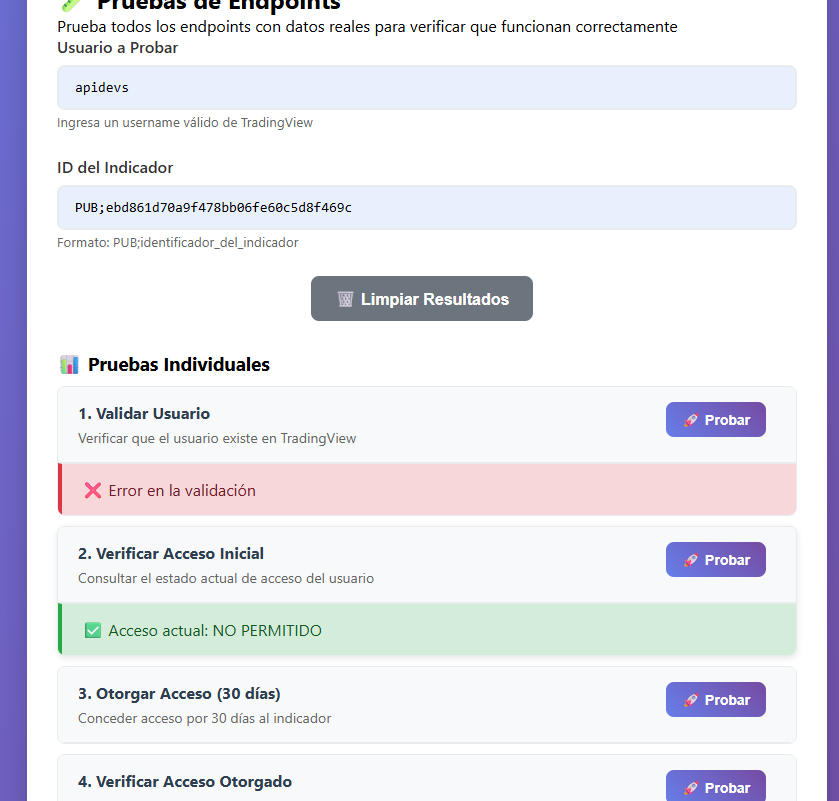 Pruebas de Endpoints
Prueba todos los endpoints con datos reales para verificar que funcionan correctamente
Usuario a Probar
apidevs
Ingresa un username válido de TradingView
ID del Indicador
PUB;ebd861d70a9f478bb06fe60c5d8f469c
Formato: PUB;identificador_del_indicador
Limpiar Resultados
Pruebas Individuales
1. Validar Usuario
Probar
Verificar que el usuario existe en TradingView
Error en la validación
2. Verificar Acceso Inicial
Probar
Consultar el estado actual de acceso del usuario
Acceso actual: NO PERMITIDO
3. Otorgar Acceso (30 días)
Probar
Conceder acceso por 30 días al indicador
4. Verificar Acceso Otorgado
Probar